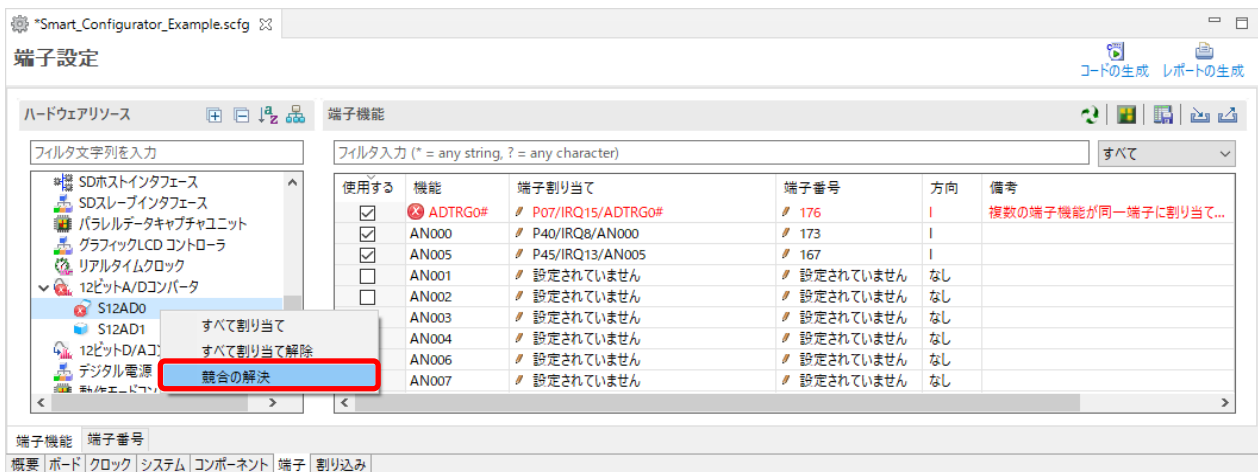 *Smart_Configurator_Example.scfg
端子設定
コードの生成 レポートの生成
ハードウェアリソース
フィルタ文字列を入力
SDホストインタフェース
SDスレーブインタフェース
パラレルデータキャプチャユニット
グラフィックLCD コントローラ
リアルタイムクロック
12ビットA/Dコンバータ
S12AD0
S12AD1
12ビットD/Aコ
デジタル電源
すべて割り当て
すべて割り当て解除
競合の解決
端子機能
フィルタ入力 (* = any string, ? = any character)
すべて
使用する 機能 端子割り当て 端子番号 方向 備考
ADTRG0# P07/IRQ15/ADTRG0# 176 I 複数の端子機能が同一端子に割り当て...
AN000 P40/IRQ8/AN000 173 I
AN005 P45/IRQ13/AN005 167 I
AN001 設定されていません 設定されていません なし
AN002 設定されていません 設定されていません なし
AN003 設定されていません 設定されていません なし
AN004 設定されていません 設定されていません なし
AN006 設定されていません 設定されていません なし
AN007 設定されていません 設定されていません なし
端子機能 端子番号
概要 ボード クロック システム コンポーネント 端子 割り込み